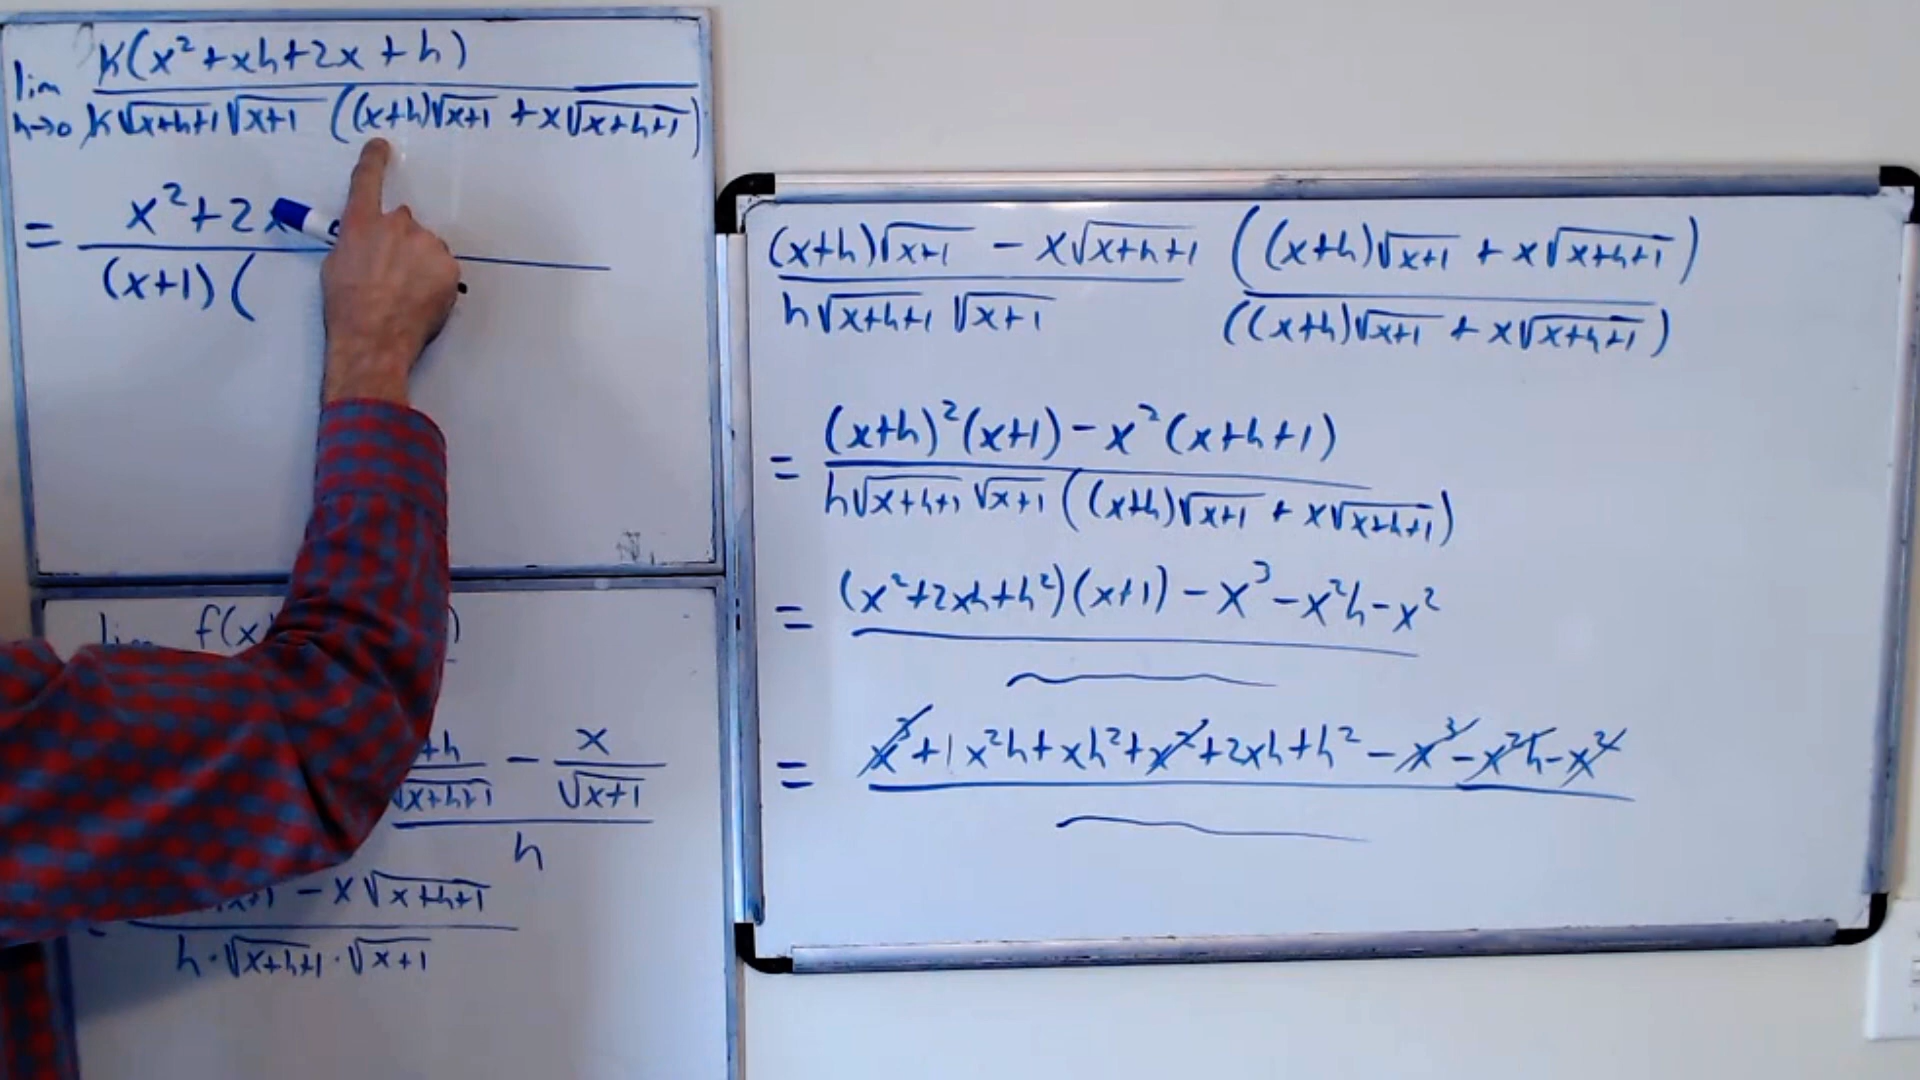 k(x²+xh+2x+h)
lim h→0 k√(x+h+1) √(x+1) ((x+h)√(x+1) + x√(x+h+1))
= x²+2x
(x+1)(
lim f(x
+h/√(x+h+1) - x/√(x+1)
h
x+1 - x√(x+h+1)
h·√(x+h+1)·√(x+1)
(x+h)√(x+1) - x√(x+h+1) ((x+h)√(x+1) + x√(x+h+1))
h√(x+h+1) √(x+1) ((x+h)√(x+1) + x√(x+h+1))
= (x+h)²(x+1) - x²(x+h+1)
h√(x+h+1) √(x+1) ((x+h)√(x+1) + x√(x+h+1))
= (x²+2xh+h²)(x+1) - x³ - x²h - x²
= x³+1x²h+xh²+x²+2xh+h² - x³ - x²h - x²